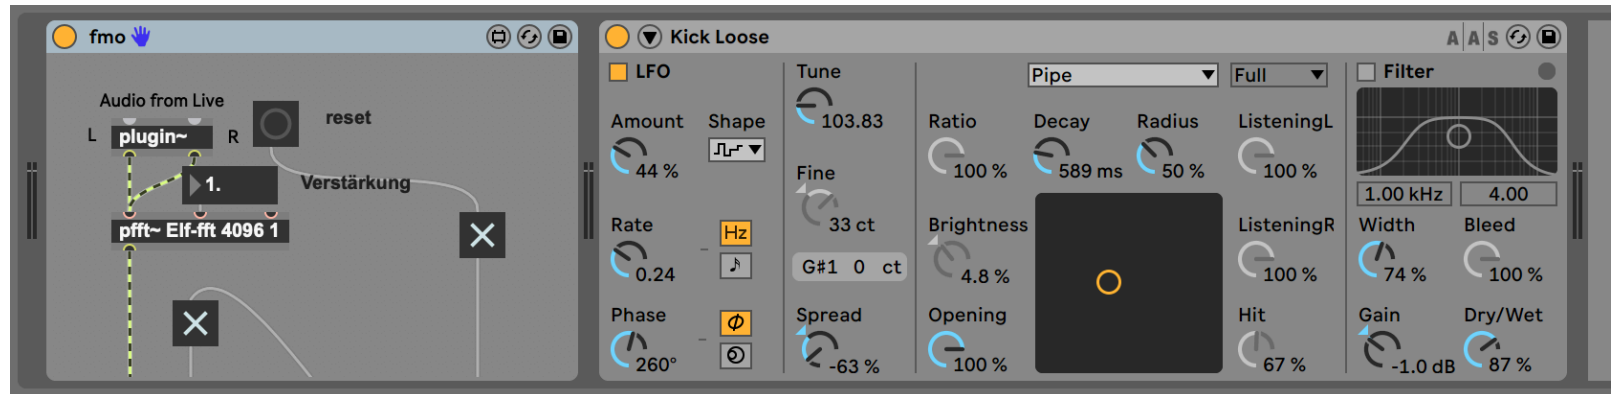 fmo
Audio from Live
L plugin~ R
reset
1.
Verstärkung
pfft~ Elf-fft 4096 1
Kick Loose
A A S
LFO
Amount
44 %
Shape
Rate
0.24
Hz
Phase
260°
Tune
103.83
Fine
33 ct
G#1 0 ct
Spread
-63 %
Pipe
Full
Ratio
100 %
Decay
589 ms
Radius
50 %
ListeningL
100 %
Brightness
4.8 %
ListeningR
100 %
Opening
100 %
Hit
67 %
Filter
1.00 kHz
4.00
Width
74 %
Bleed
100 %
Gain
-1.0 dB
Dry/Wet
87 %